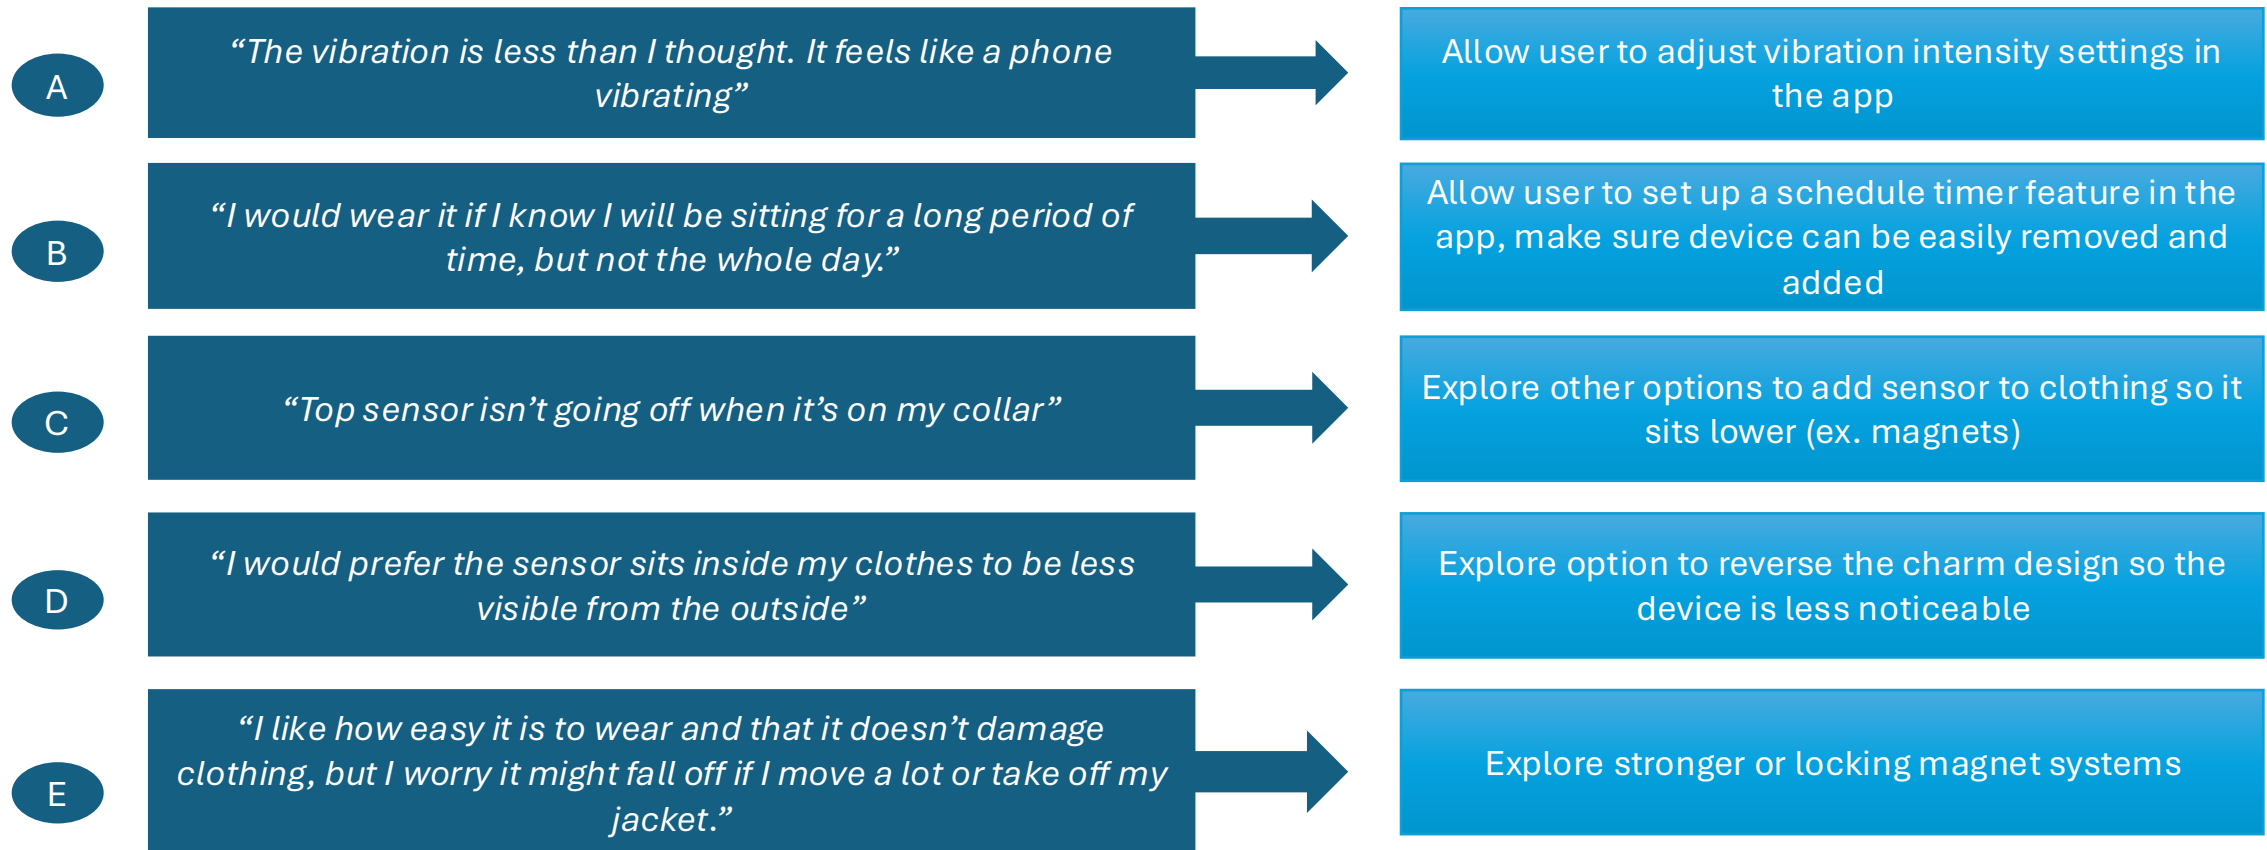 A
“The vibration is less than I thought. It feels like a phone
vibrating”
Allow user to adjust vibration intensity settings in
the app
B
“I would wear it if I know I will be sitting for a long period of
time, but not the whole day.”
Allow user to set up a schedule timer feature in the
app, make sure device can be easily removed and
added
C
“Top sensor isn’t going off when it’s on my collar”
Explore other options to add sensor to clothing so it
sits lower (ex. magnets)
D
“I would prefer the sensor sits inside my clothes to be less
visible from the outside”
Explore option to reverse the charm design so the
device is less noticeable
E
“I like how easy it is to wear and that it doesn’t damage
clothing, but I worry it might fall off if I move a lot or take off my
jacket.”
Explore stronger or locking magnet systems